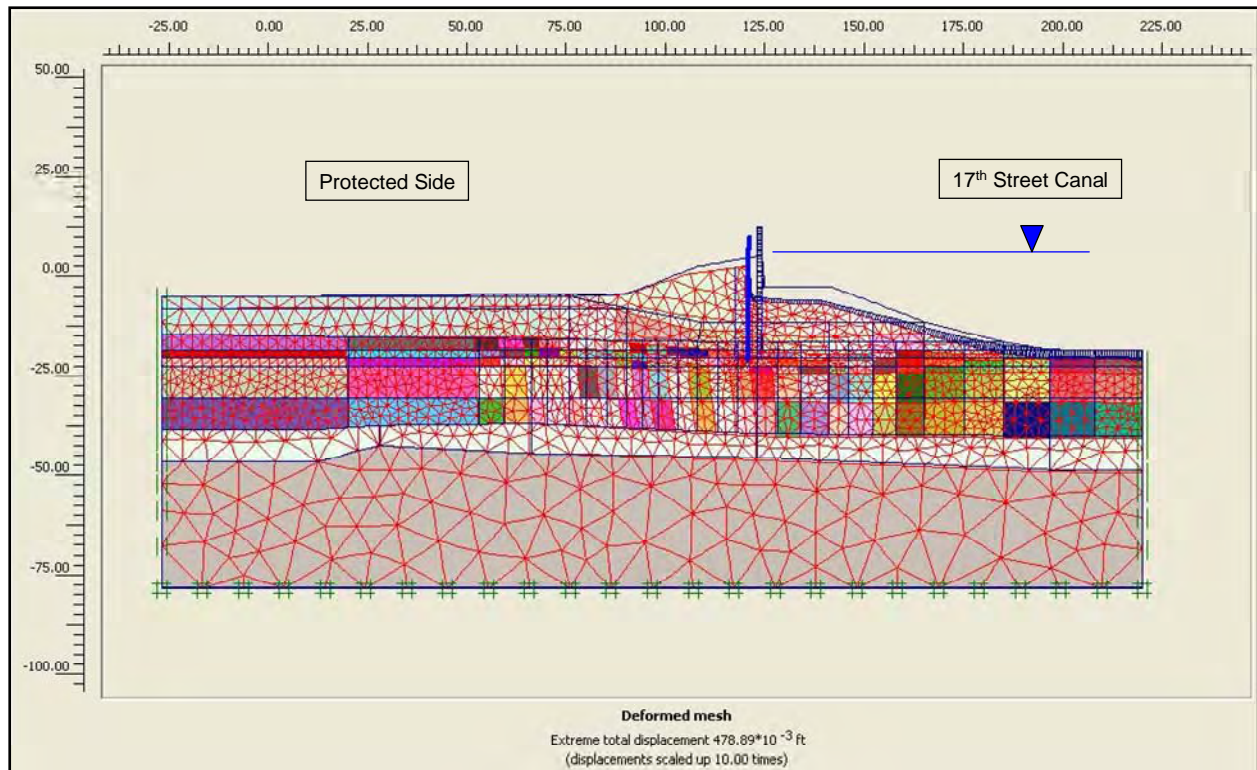 -25.00 0.00 25.00 50.00 75.00 100.00 125.00 150.00 175.00 200.00 225.00
50.00
25.00
Protected Side
17th Street Canal
0.00
-25.00
-50.00
-75.00
-100.00
Deformed mesh
Extreme total displacement 478.89*10 -3 ft
(displacements scaled up 10.00 times)